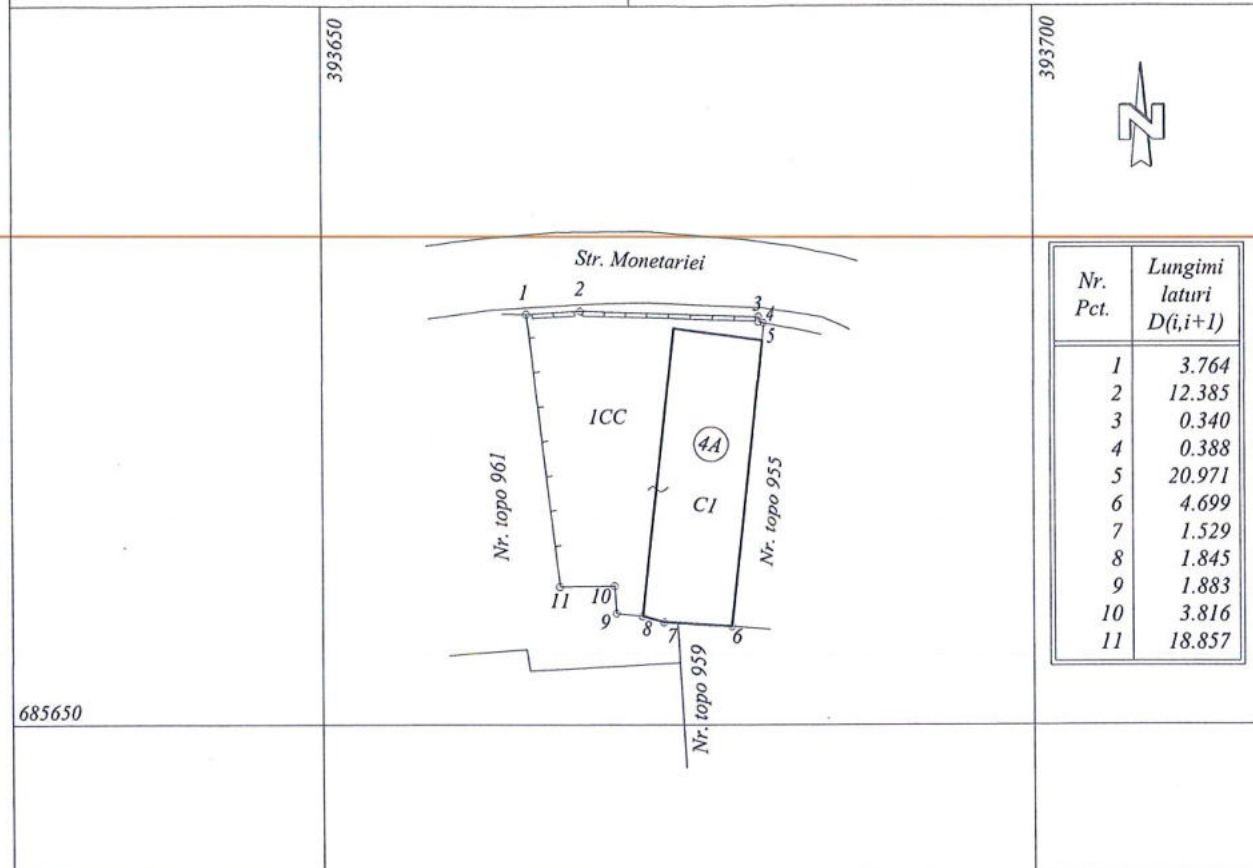 393650
393700
N
Str. Monetariei
1
2
3
4
5
1CC
4A
C1
Nr. topo 961
Nr. topo 955
11
10
9
8
7
6
Nr. topo 959
685650
Nr. Pct. Lungimi laturi D(i,i+1)
1 3.764
2 12.385
3 0.340
4 0.388
5 20.971
6 4.699
7 1.529
8 1.845
9 1.883
10 3.816
11 18.857